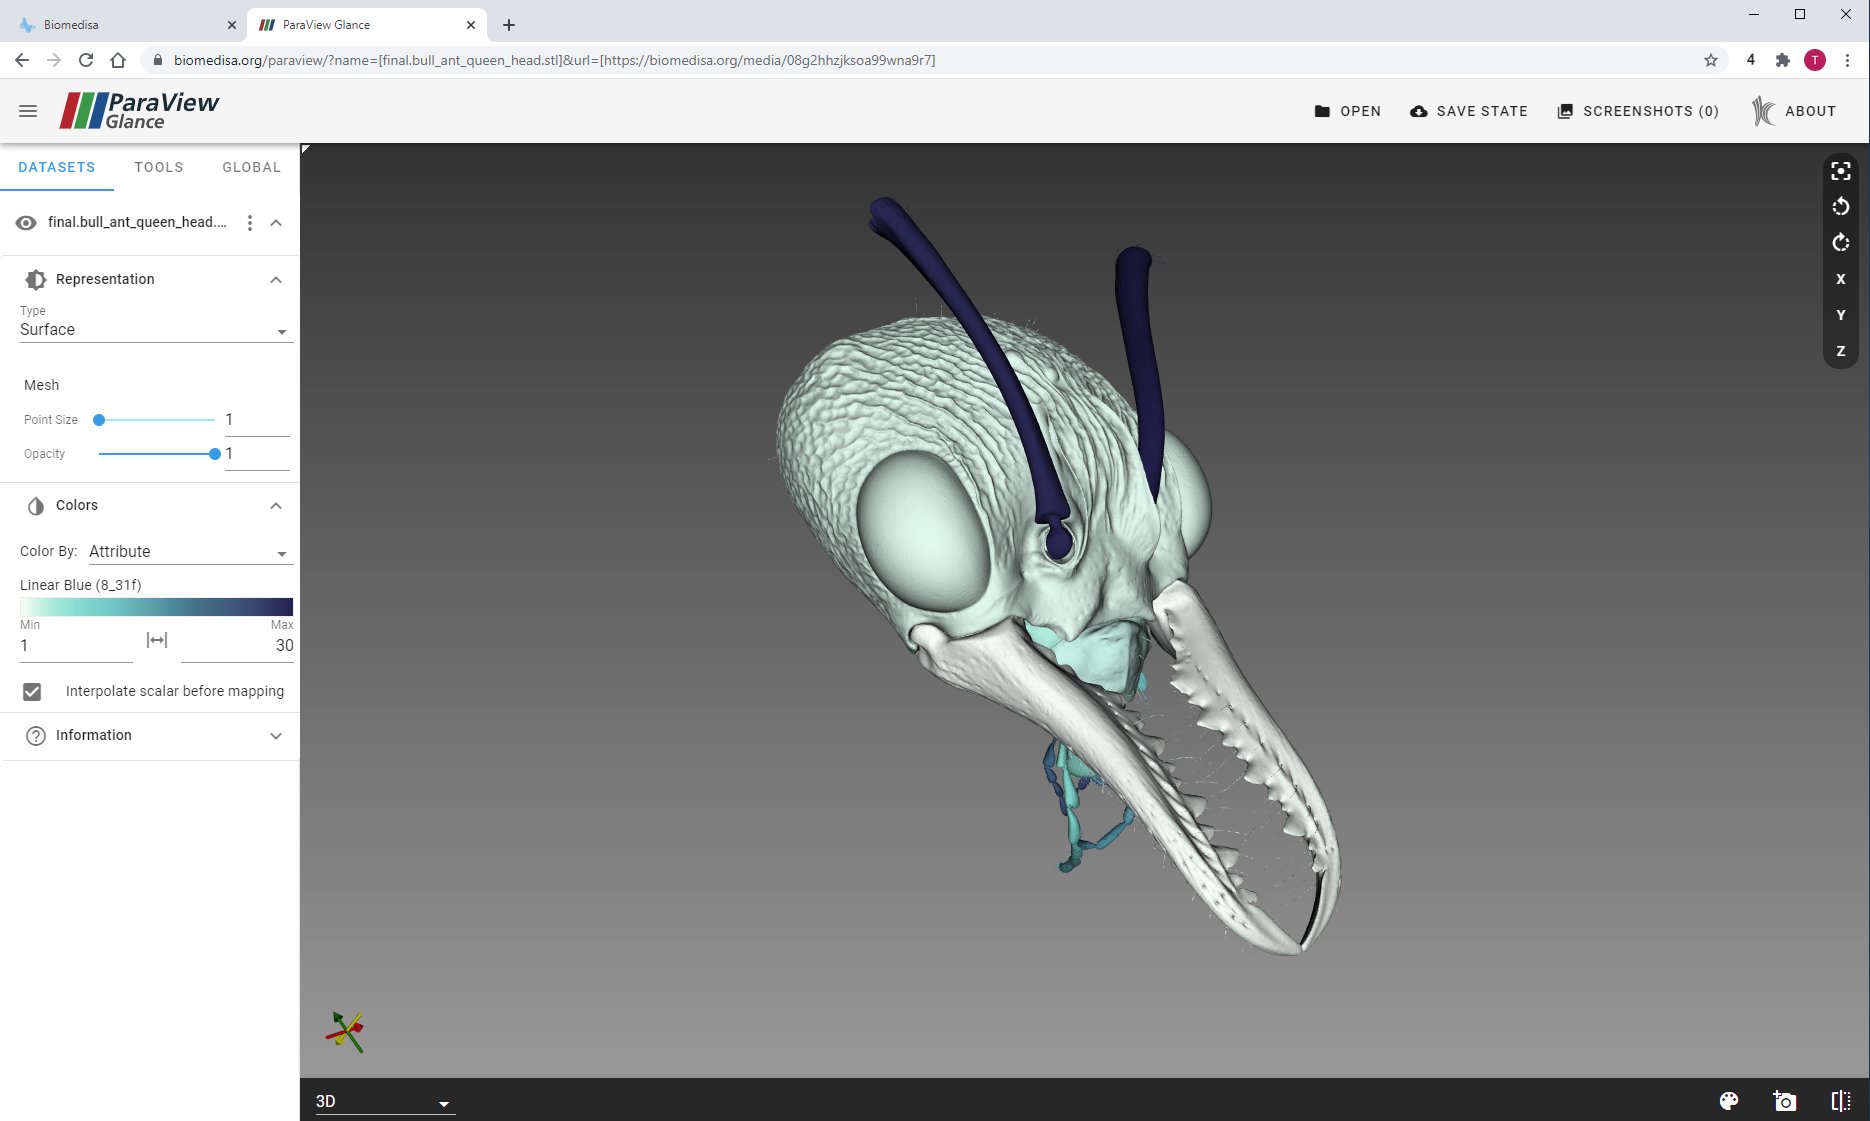 Biomedisa
ParaView Glance
biomedisa.org/paraview/?name=[final.bull_ant_queen_head.stl]&url=[https://biomedisa.org/media/08g2hhzjksoa99wna9r7]
4
T
ParaView
Glance
OPEN
SAVE STATE
SCREENSHOTS (0)
ABOUT
DATASETS
TOOLS
GLOBAL
final.bull_ant_queen_head....
Representation
Type
Surface
Mesh
Point Size
1
Opacity
1
Colors
Color By:
Attribute
Linear Blue (8_31f)
Min
Max
1
30
Interpolate scalar before mapping
Information
X
Y
Z
3D